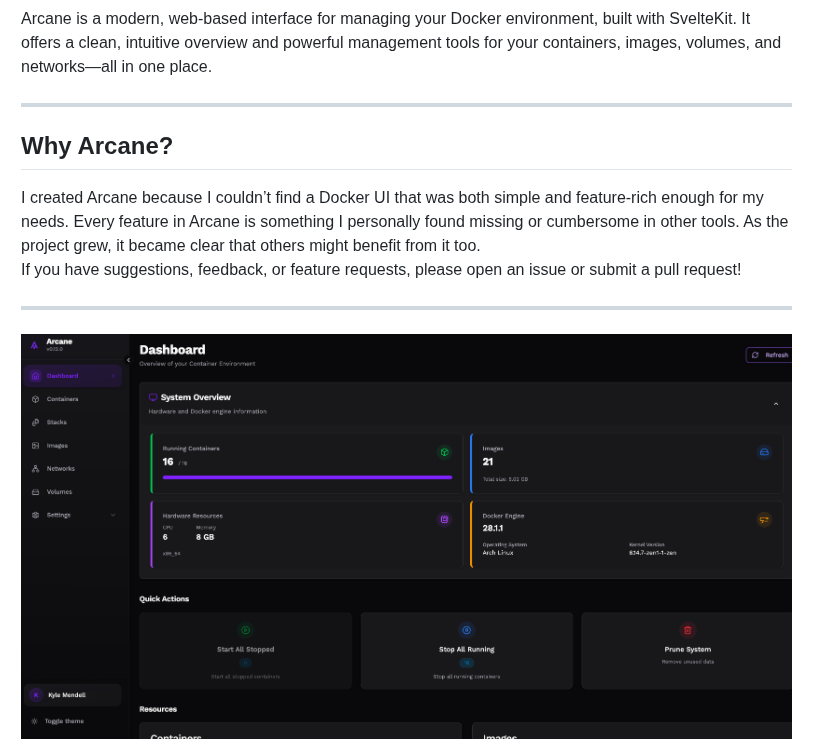 Arcane is a modern, web-based interface for managing your Docker environment, built with SvelteKit. It
offers a clean, intuitive overview and powerful management tools for your containers, images, volumes, and
networks—all in one place.
Why Arcane?
I created Arcane because I couldn’t find a Docker UI that was both simple and feature-rich enough for my
needs. Every feature in Arcane is something I personally found missing or cumbersome in other tools. As the
project grew, it became clear that others might benefit from it too.
If you have suggestions, feedback, or feature requests, please open an issue or submit a pull request!
Arcane
Dashboard
Containers
Stacks
Images
Networks
Volumes
Settings
Kyle Mendell
Toggle theme
Dashboard
Overview of your Container Environment
Refresh
System Overview
Hardware and Docker engine information
Running Containers
16 / 16
Images
21
Total size:
Hardware Resources
CPU Memory
6 8 GB
x86_64
Docker Engine
28.1.1
Operating System Kernel Version
Arch Linux 6.14.7-zen1-1-zen
Quick Actions
Start All Stopped
Start all stopped containers
Stop All Running
Stop all running containers
Prune System
Remove unused data
Resources
Containers
Images